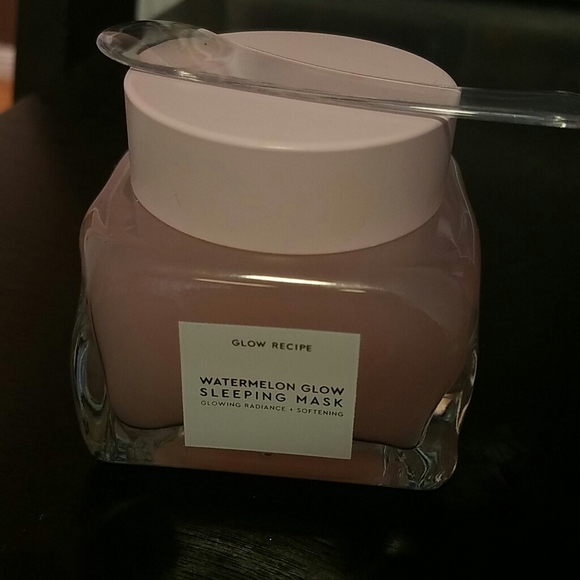 GLOW RECIPE
WATERMELON GLOW
SLEEPING MASK
GLOWING RADIANCE + SOFTENING